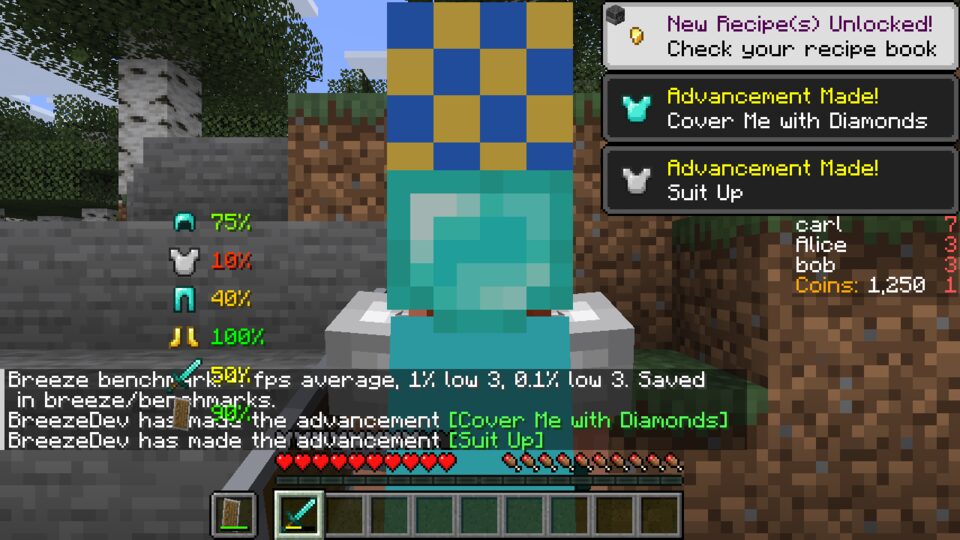 New Recipe(s) Unlocked!
Check your recipe book
Advancement Made!
Cover Me with Diamonds
Advancement Made!
Suit Up
carl 7
Alice 3
bob 3
Coins: 1,250 1
75%
10%
40%
100%
50%
90%
Breeze fps average, 1% low 3, 0.1% low 3. Saved
in breeze/benchmarks.
BreezeDev has made the advancement [Cover Me with Diamonds]
BreezeDev has made the advancement [Suit Up]